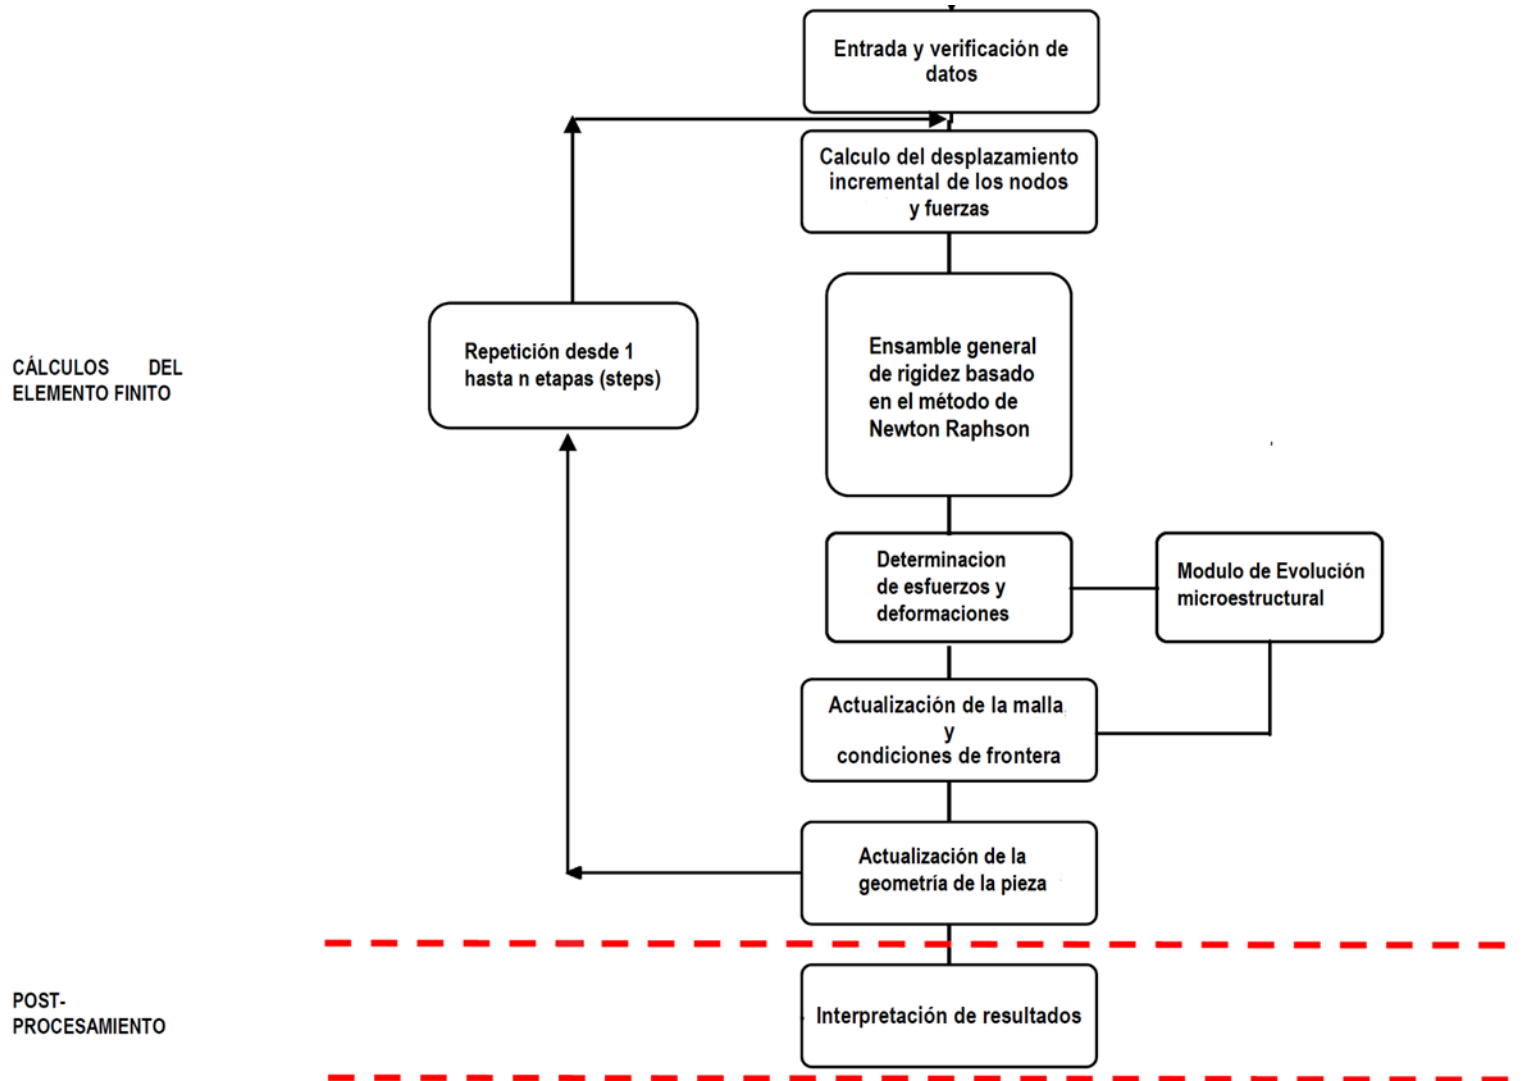 Entrada y verificación de
datos
Calculo del desplazamiento
incremental de los nodos
y fuerzas
CÁLCULOS DEL
ELEMENTO FINITO
Repetición desde 1
hasta n etapas (steps)
Ensamble general
de rigidez basado
en el método de
Newton Raphson
Determinacion
de esfuerzos y
deformaciones
Modulo de Evolución
microestructural
Actualización de la malla
y
condiciones de frontera
Actualización de la
geometría de la pieza
POST-
PROCESAMIENTO
Interpretación de resultados